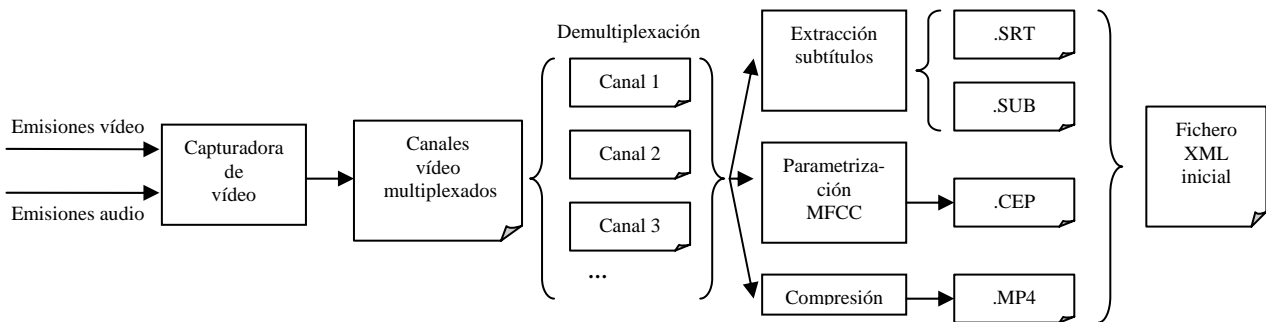 Emisiones vídeo
Emisiones audio
Capturadora
de
vídeo
Canales
vídeo
multiplexados
Demultiplexación
Canal 1
Canal 2
Canal 3
...
Extracción
subtítulos
.SRT
.SUB
Parametriza-
ción
MFCC
.CEP
Compresión
.MP4
Fichero
XML
inicial